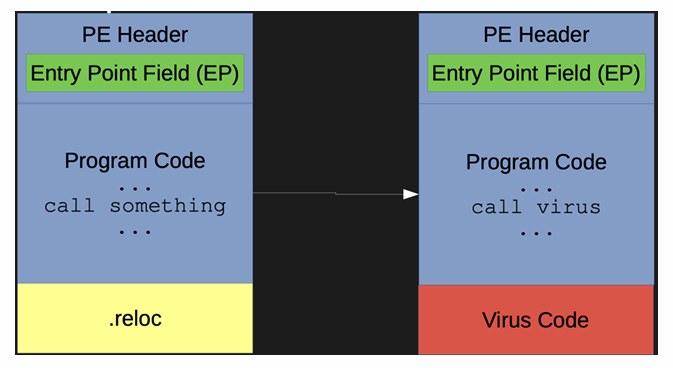 PE Header
Entry Point Field (EP)
Program Code
...
call something
...
.reloc
PE Header
Entry Point Field (EP)
Program Code
...
call virus
...
Virus Code